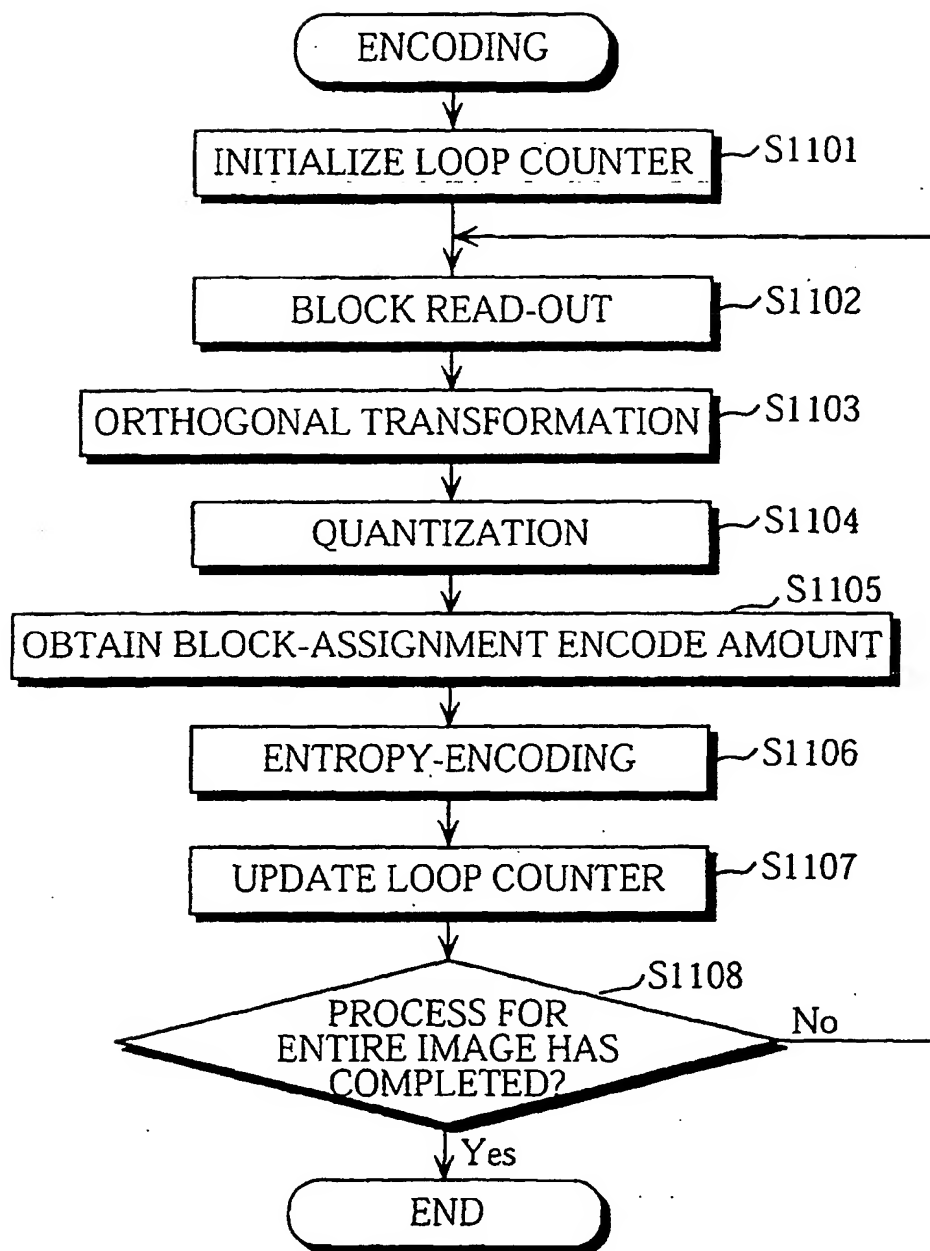 ENCODING
INITIALIZE LOOP COUNTER
S1101
BLOCK READ-OUT
S1102
ORTHOGONAL TRANSFORMATION
S1103
QUANTIZATION
S1104
S1105
OBTAIN BLOCK-ASSIGNMENT ENCODE AMOUNT
ENTROPY-ENCODING
S1106
UPDATE LOOP COUNTER
S1107
S1108
PROCESS FOR
ENTIRE IMAGE HAS
COMPLETED?
No
Yes
END